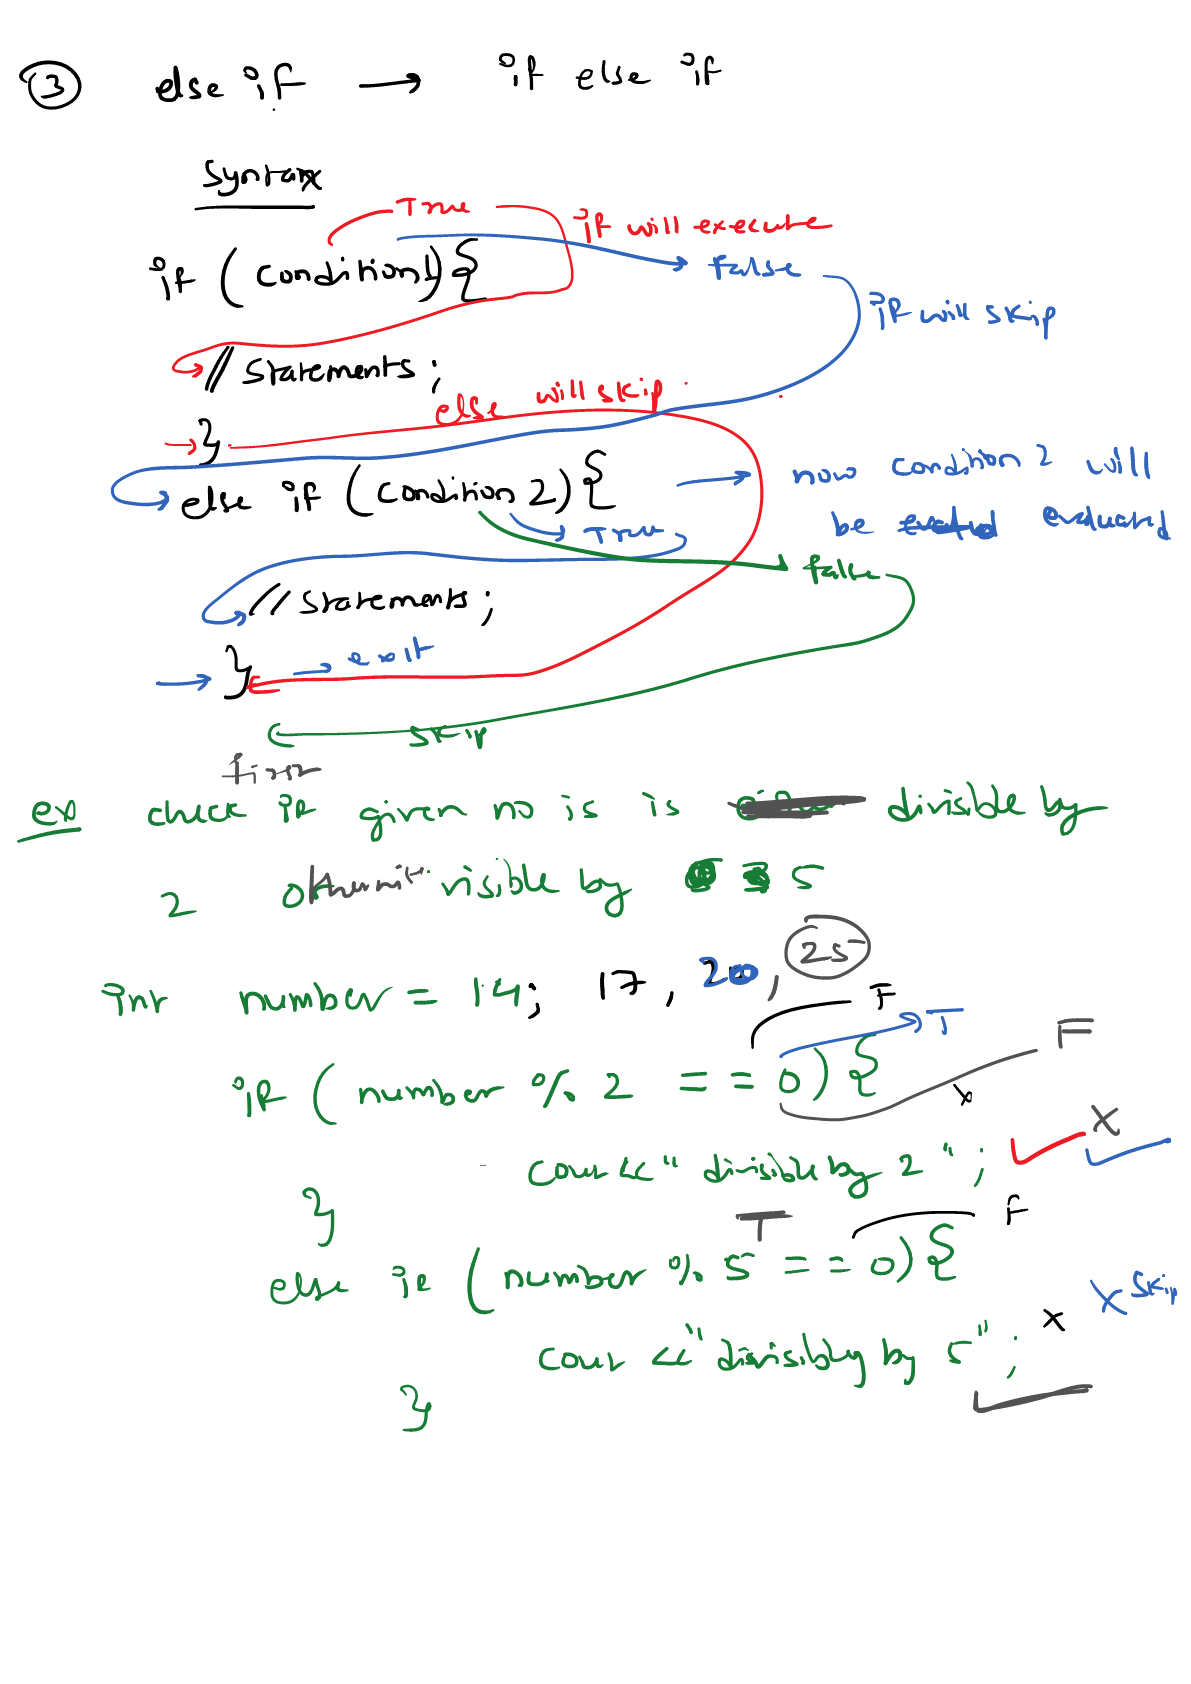 3 else if → if else if
Syntax
True
if will execute
if (condition1){ false
if will skip
// statements ;
else will skip
}
else if (condition 2){ → now condition 2 will
be evaluated
True
false
// statements ;
} → exit
skip
first
ex check if given no is is divisible by
2 visible by 5
int number = 14; 17, 20, 25
F
T
F
if (number % 2 == 0) {
x
cout << " divisible by 2 " ; X
}
T F
else if (number % 5 == 0) {
cout << "divisibly by 5" ; x X Skip
}